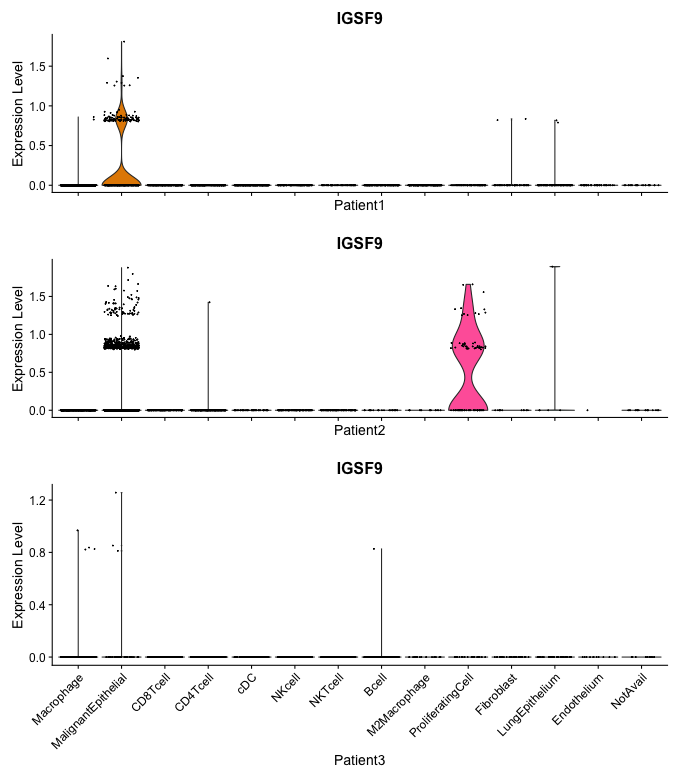 IGSF9
Expression Level
1.5
1.0
0.5
0.0
Patient1
IGSF9
Expression Level
1.5
1.0
0.5
0.0
Patient2
IGSF9
Expression Level
1.2
0.8
0.4
0.0
Macrophage
MalignantEpithelial
CD8Tcell
CD4Tcell
cDC
NKcell
NKTcell
Bcell
M2Macrophage
ProliferatingCell
Fibroblast
LungEpithelium
Endothelium
NotAvail
Patient3